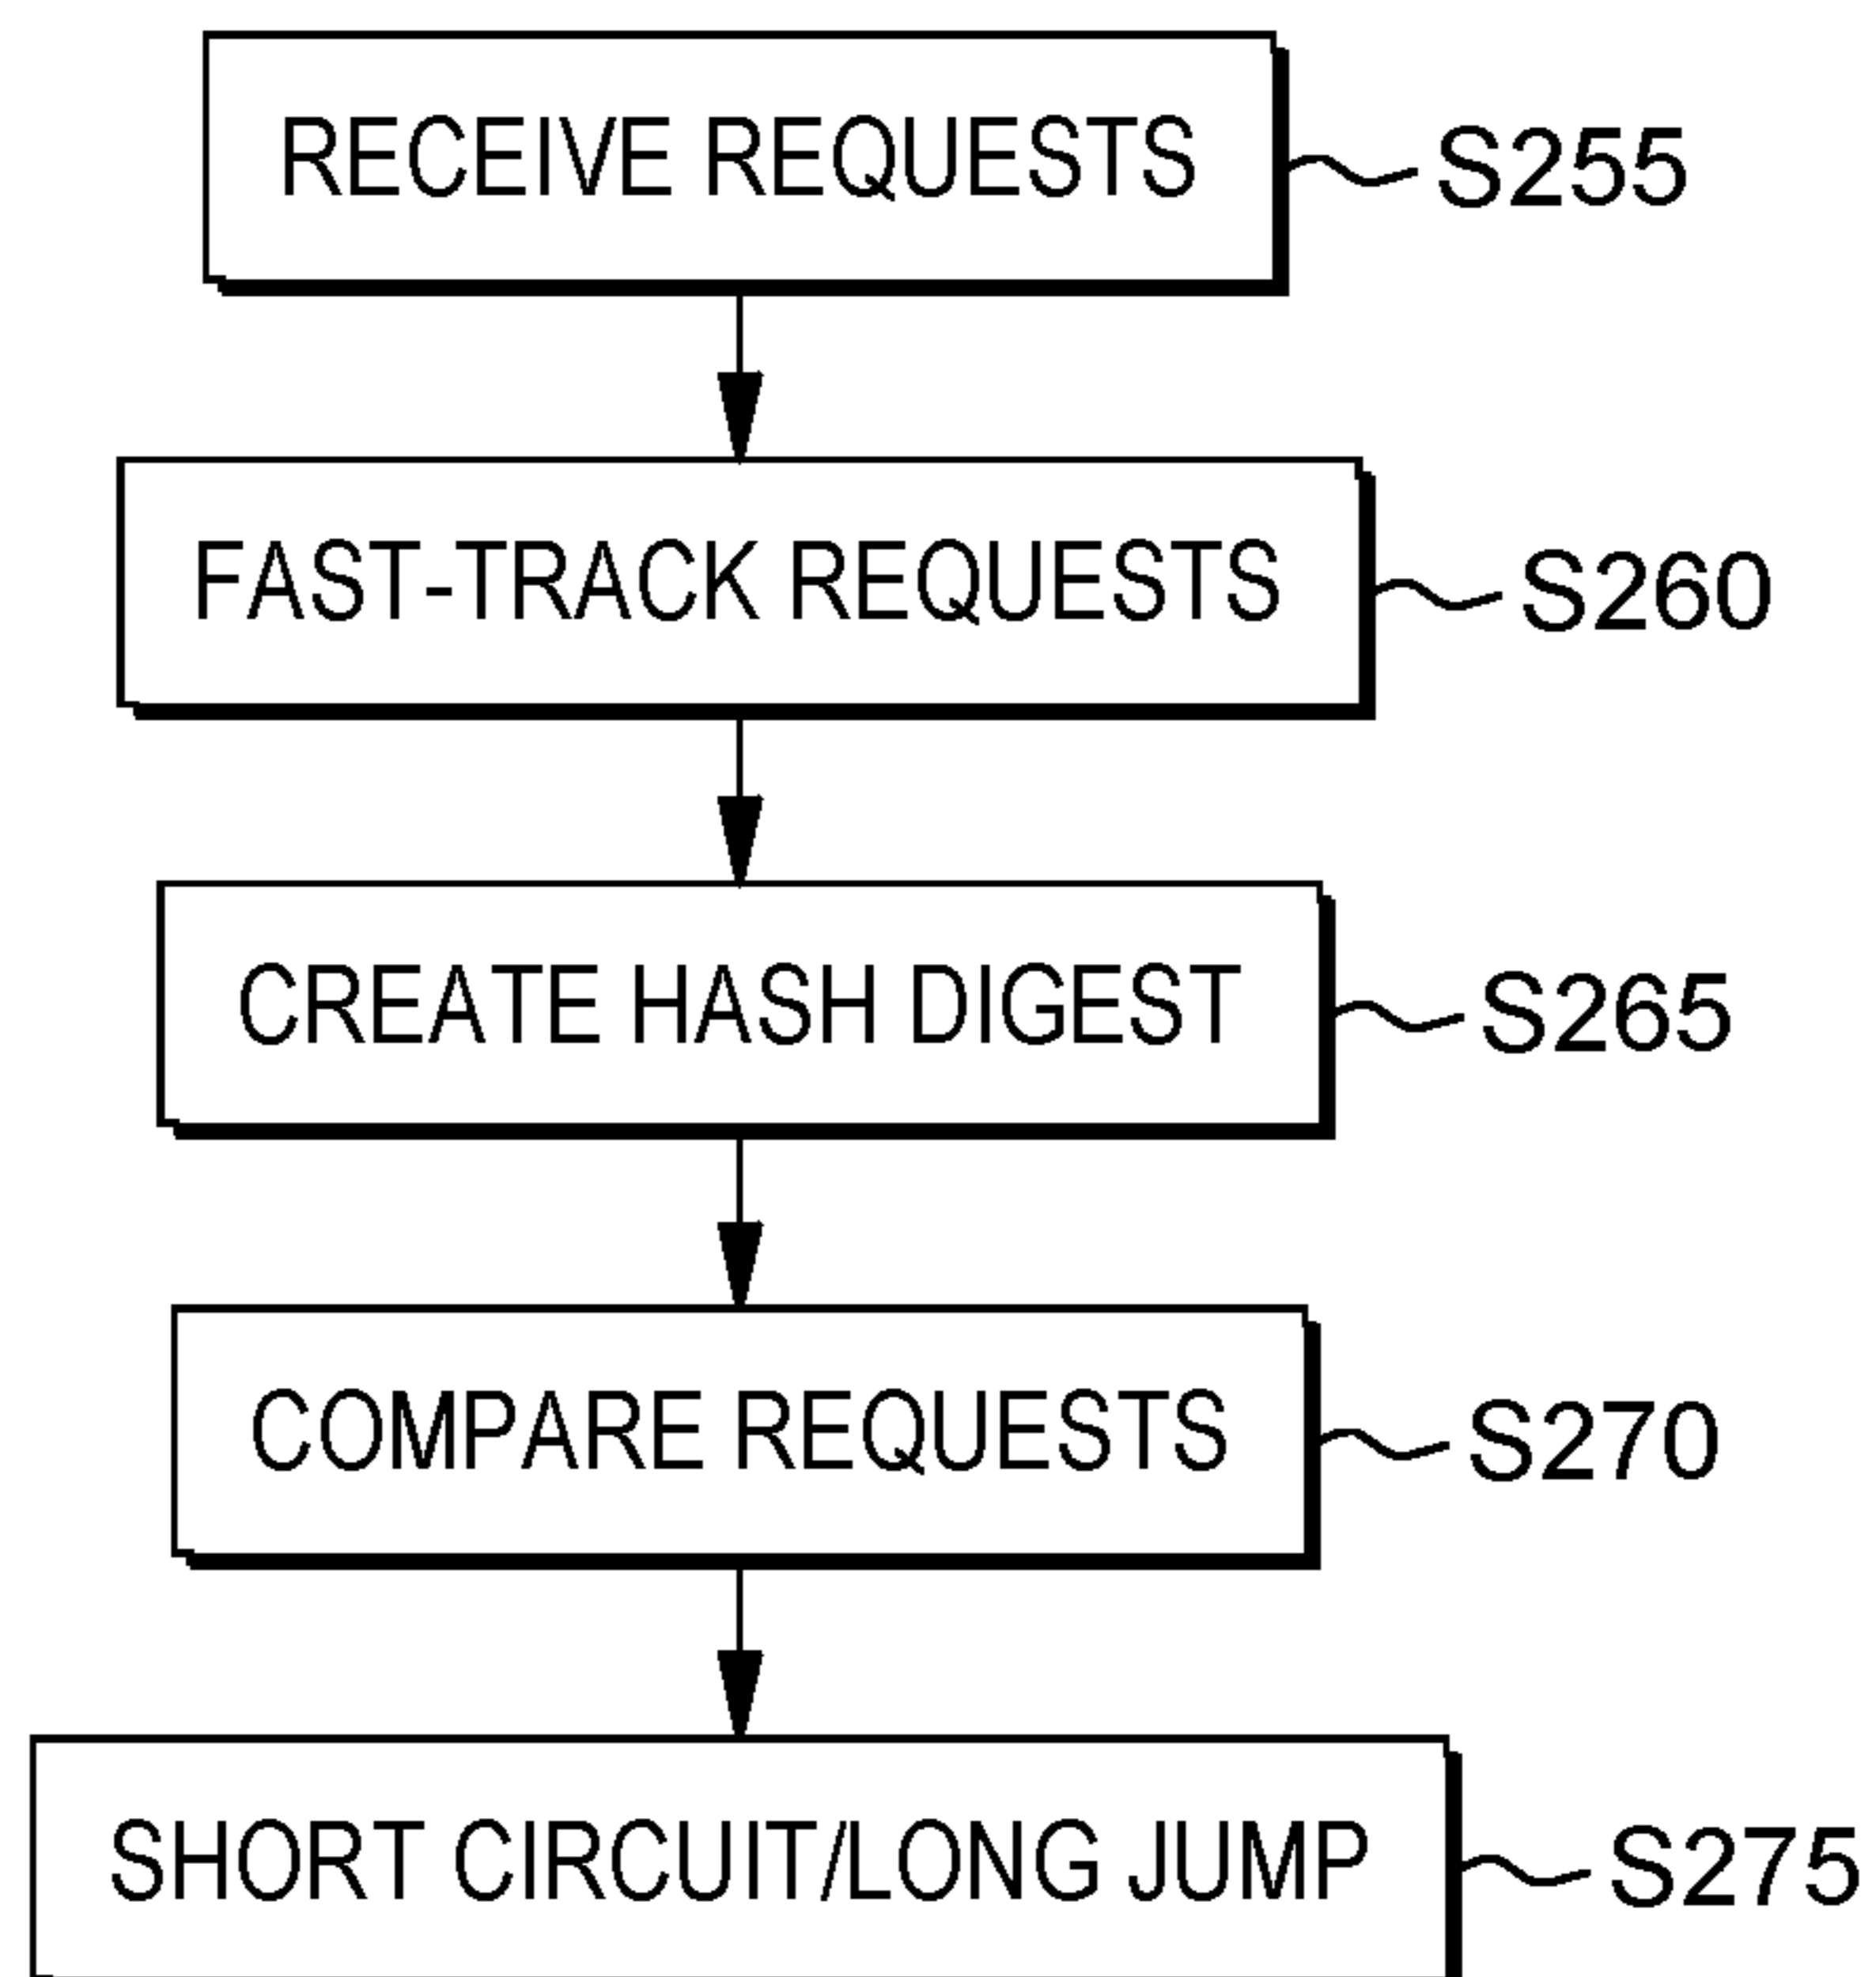 RECEIVE REQUESTS
S255
FAST-TRACK REQUESTS
S260
CREATE HASH DIGEST
S265
COMPARE REQUESTS
S270
SHORT CIRCUIT/LONG JUMP
S275